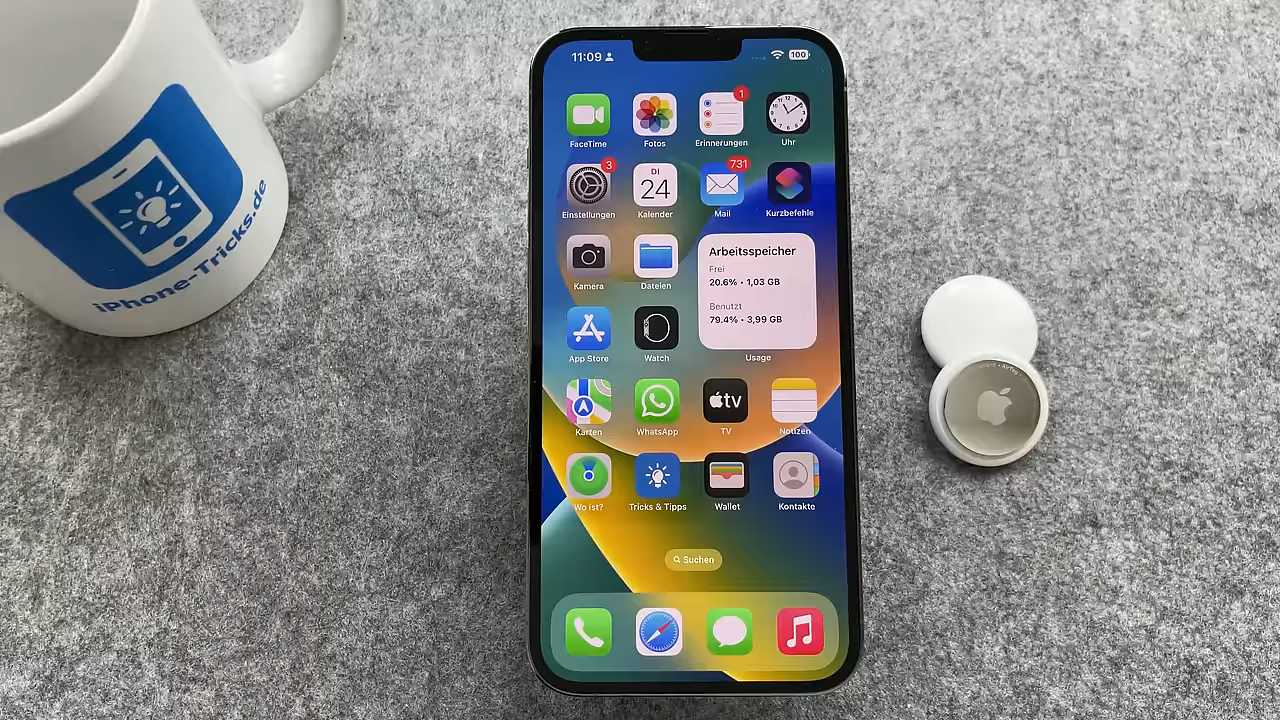 iPhone-Tricks.de
11:09
100
FaceTime
Fotos
1
Erinnerungen
Uhr
3
Einstellungen
DI
24
Kalender
731
Mail
Kurzbefehle
Kamera
Dateien
Arbeitsspeicher
Frei
20.6% • 1,03 GB
Benutzt
79.4% • 3,99 GB
Usage
App Store
Watch
Karten
WhatsApp
tv
TV
Notizen
Wo ist?
Tricks & Tipps
Wallet
Kontakte
Suchen
AirTag